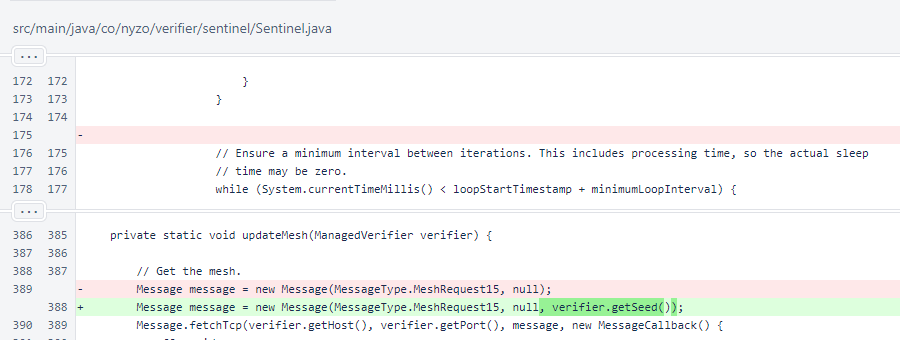 src/main/java/co/nyzo/verifier/sentinel/Sentinel.java
...
172 172 }
173 173 }
174 174
175 -
176 175 // Ensure a minimum interval between iterations. This includes processing time, so the actual sleep
177 176 // time may be zero.
178 177 while (System.currentTimeMillis() < loopStartTimestamp + minimumLoopInterval) {
...
386 385 private static void updateMesh(ManagedVerifier verifier) {
387 386
388 387 // Get the mesh.
389 - Message message = new Message(MessageType.MeshRequest15, null);
388 + Message message = new Message(MessageType.MeshRequest15, null, verifier.getSeed());
390 389 Message.fetchTcp(verifier.getHost(), verifier.getPort(), message, new MessageCallback() {